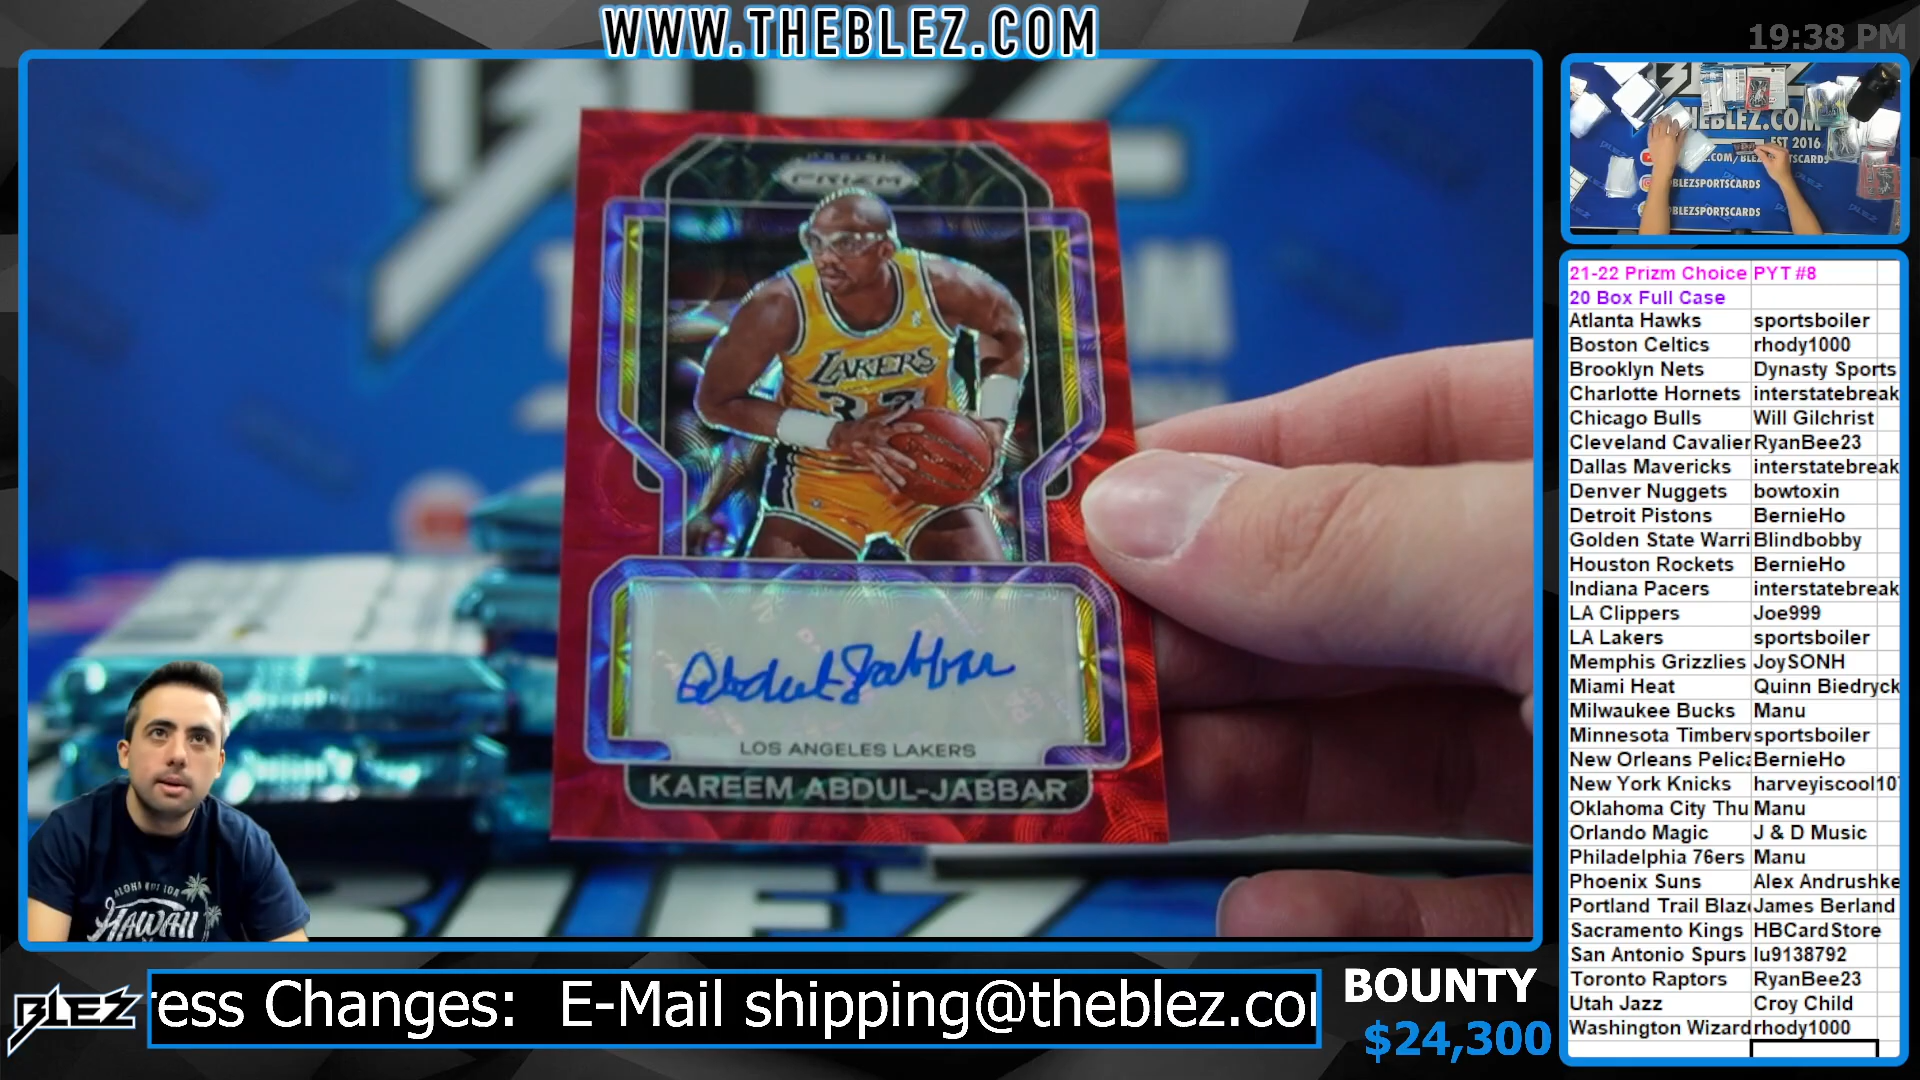 WWW.THEBLEZ.COM
19:38 PM
PRIZM
LAKERS
LOS ANGELES LAKERS
KAREEM ABDUL-JABBAR
HAWAII
EST 2016
BLEZSPORTSCARDS
BLEZSPORTSCARDS
21-22 Prizm Choice PYT #8
20 Box Full Case
Atlanta Hawks sportsboiler
Boston Celtics rhody1000
Brooklyn Nets Dynasty Sports
Charlotte Hornets interstatebreak
Chicago Bulls Will Gilchrist
Cleveland Cavalier RyanBee23
Dallas Mavericks interstatebreak
Denver Nuggets bowtoxin
Detroit Pistons BernieHo
Golden State Warri Blindbobby
Houston Rockets BernieHo
Indiana Pacers interstatebreak
LA Clippers Joe999
LA Lakers sportsboiler
Memphis Grizzlies JoySONH
Miami Heat Quinn Biedryck
Milwaukee Bucks Manu
Minnesota Timberv sportsboiler
New Orleans Pelica BernieHo
New York Knicks harveyiscool10
Oklahoma City Thu Manu
Orlando Magic J & D Music
Philadelphia 76ers Manu
Phoenix Suns Alex Andrushke
Portland Trail Blaz James Berland
Sacramento Kings HBCardStore
San Antonio Spurs lu9138792
Toronto Raptors RyanBee23
Utah Jazz Croy Child
Washington Wizard rhody1000
BLEZ
ess Changes: E-Mail shipping@theblez.co
BOUNTY
$24,300